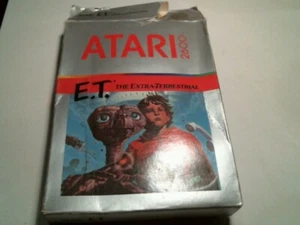 E.T.
ATARI 2600
E.T. THE EXTRA-TERRESTRIAL